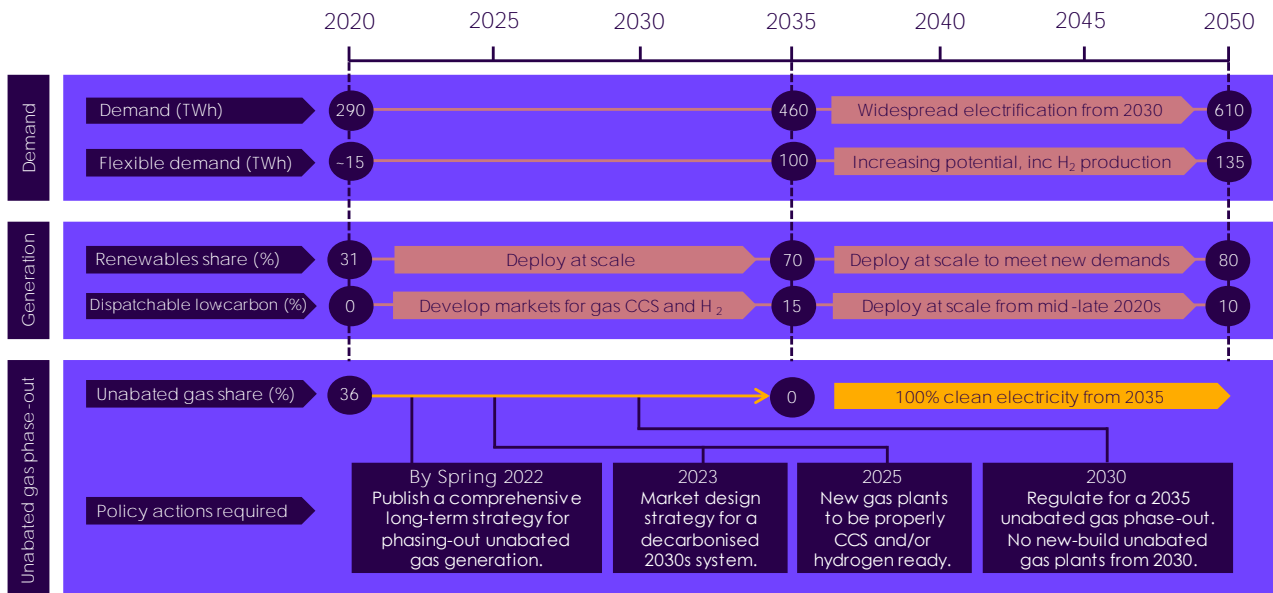 2020 2025 2030 2035 2040 2045 2050
Demand
Demand (TWh) 290 460 Widespread electrification from 2030 610
Flexible demand (TWh) ~15 100 Increasing potential, inc H₂ production 135
Generation
Renewables share (%) 31 Deploy at scale 70 Deploy at scale to meet new demands 80
Dispatchable low-carbon (%) 0 Develop markets for gas CCS and H₂ 15 Deploy at scale from mid-late 2020s 10
Unabated gas phase-out
Unabated gas share (%) 36 0 100% clean electricity from 2035
Policy actions required
By Spring 2022
Publish a comprehensive
long-term strategy for
phasing-out unabated
gas generation.
2023
Market design
strategy for a
decarbonised
2030s system.
2025
New gas plants
to be properly
CCS and/or
hydrogen ready.
2030
Regulate for a 2035
unabated gas phase-out.
No new-build unabated
gas plants from 2030.